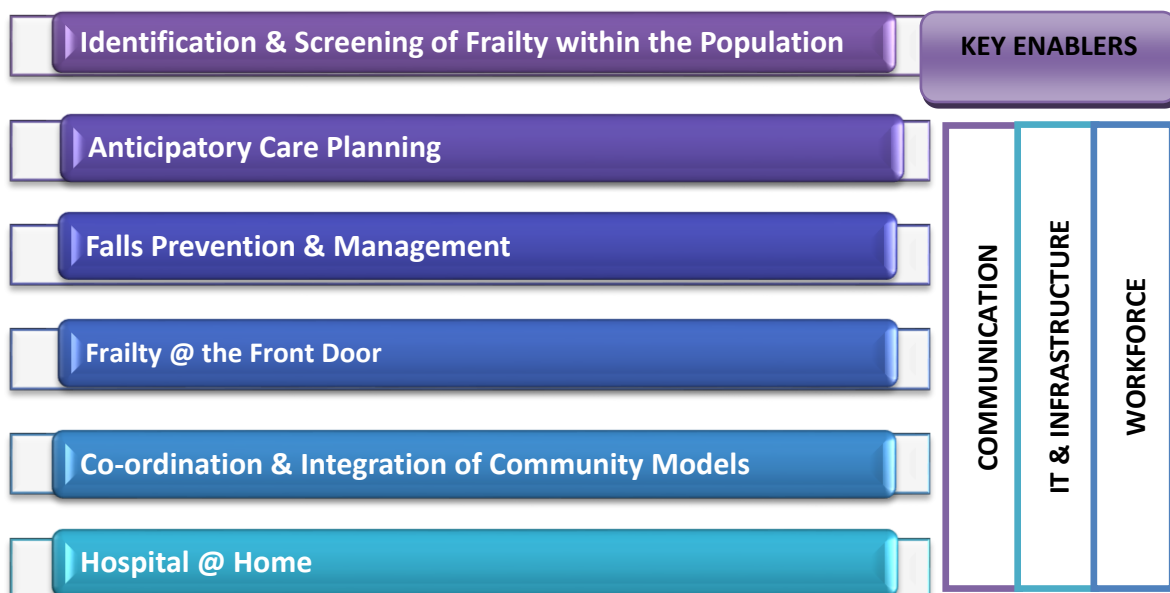 Identification & Screening of Frailty within the Population
KEY ENABLERS
Anticipatory Care Planning
Falls Prevention & Management
Frailty @ the Front Door
Co-ordination & Integration of Community Models
Hospital @ Home
COMMUNICATION
IT & INFRASTRUCTURE
WORKFORCE